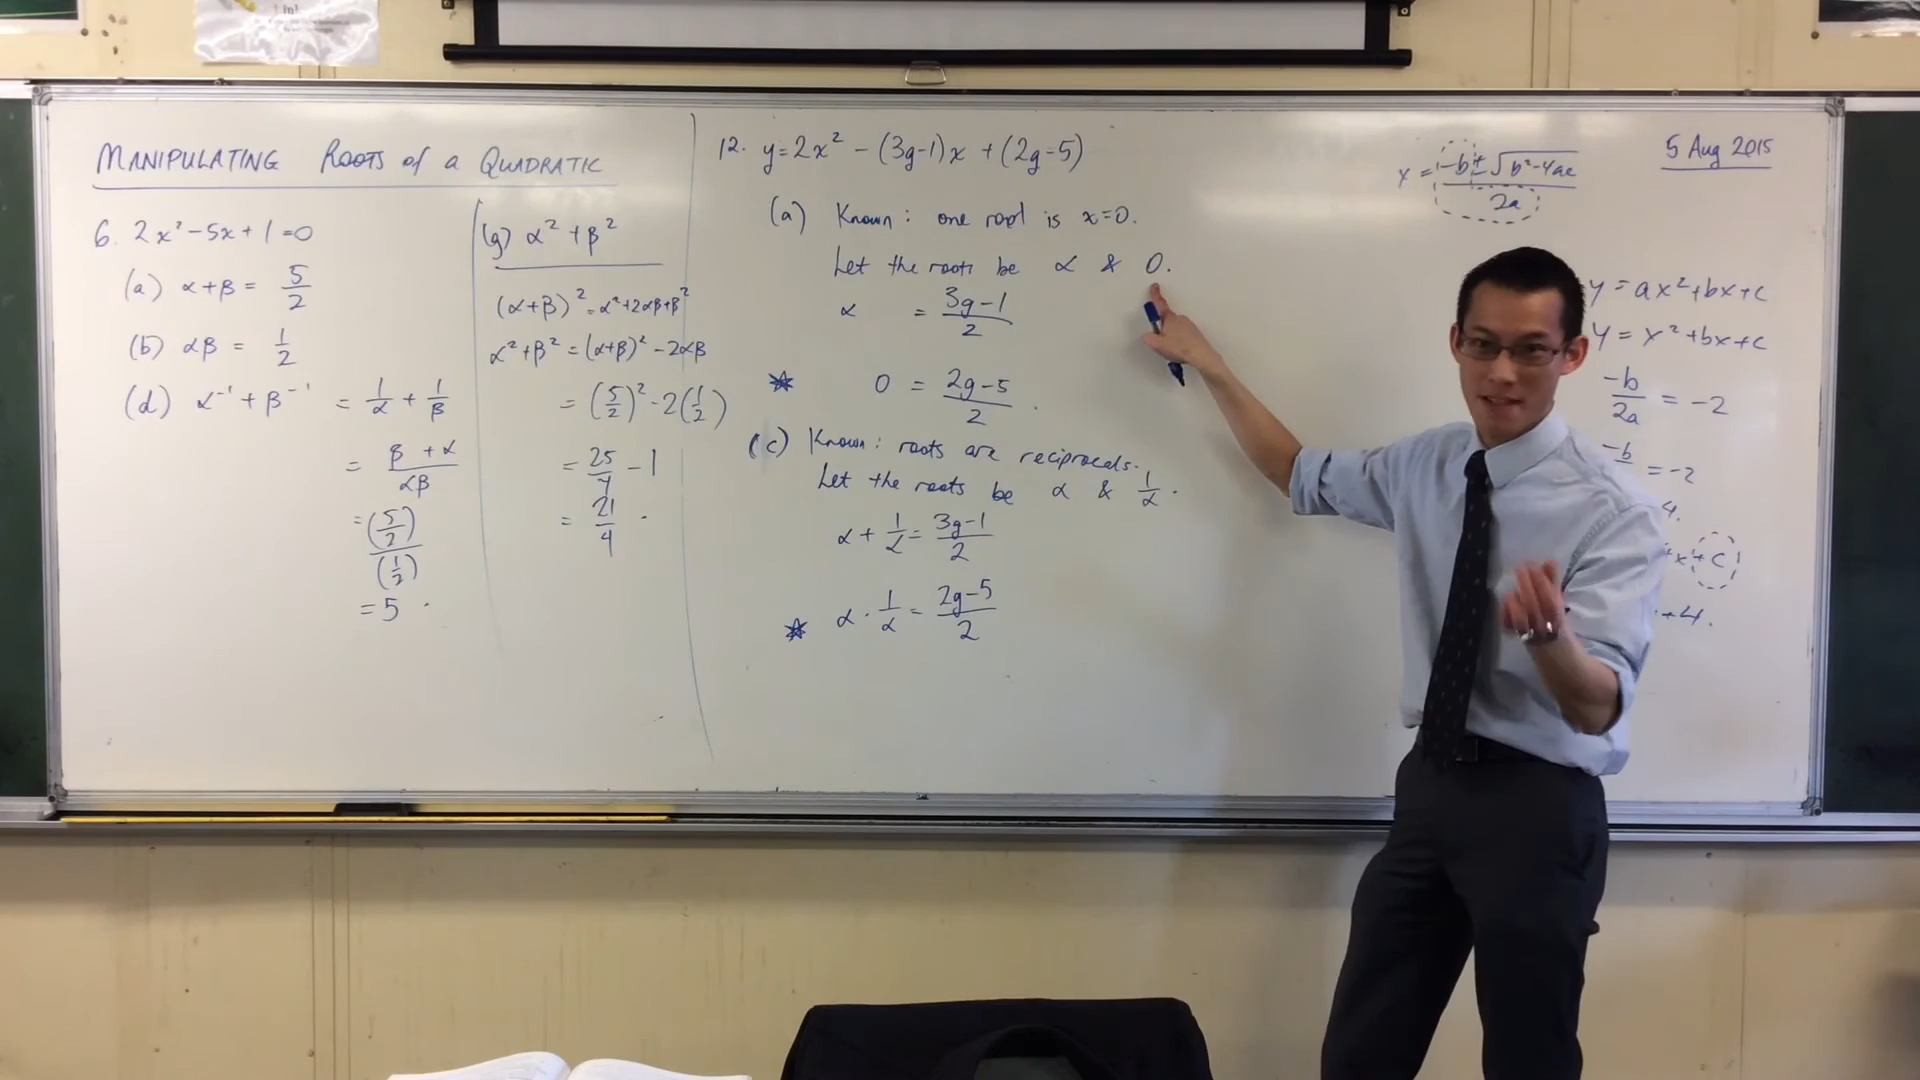 MANIPULATING ROOTS of a QUADRATIC
6. 2x² - 5x + 1 = 0
(a) α+β = 5/2
(b) αβ = 1/2
(d) α⁻¹ + β⁻¹ = 1/α + 1/β
= β + α / αβ
= (5/2) / (1/2)
= 5 .
(g) α² + β²
(α+β)² = α²+2αβ+β²
α²+β² = (α+β)² - 2αβ
= (5/2)² - 2(1/2)
= 25/4 - 1
= 21/4 .
12. y = 2x² - (3g-1)x + (2g-5)
(a) Known: one root is x=0.
Let the roots be α & 0.
α = 3g-1 / 2
* 0 = 2g-5 / 2 .
(c) Known: roots are reciprocals.
Let the roots be α & 1/α .
α + 1/α = 3g-1 / 2
* α · 1/α = 2g-5 / 2
x = -b ± √b²-4ac / 2a
5 Aug 2015
y = ax²+bx+c
y = x²+bx+c
-b / 2a = -2
-b = -2
4.
x+c
+4.